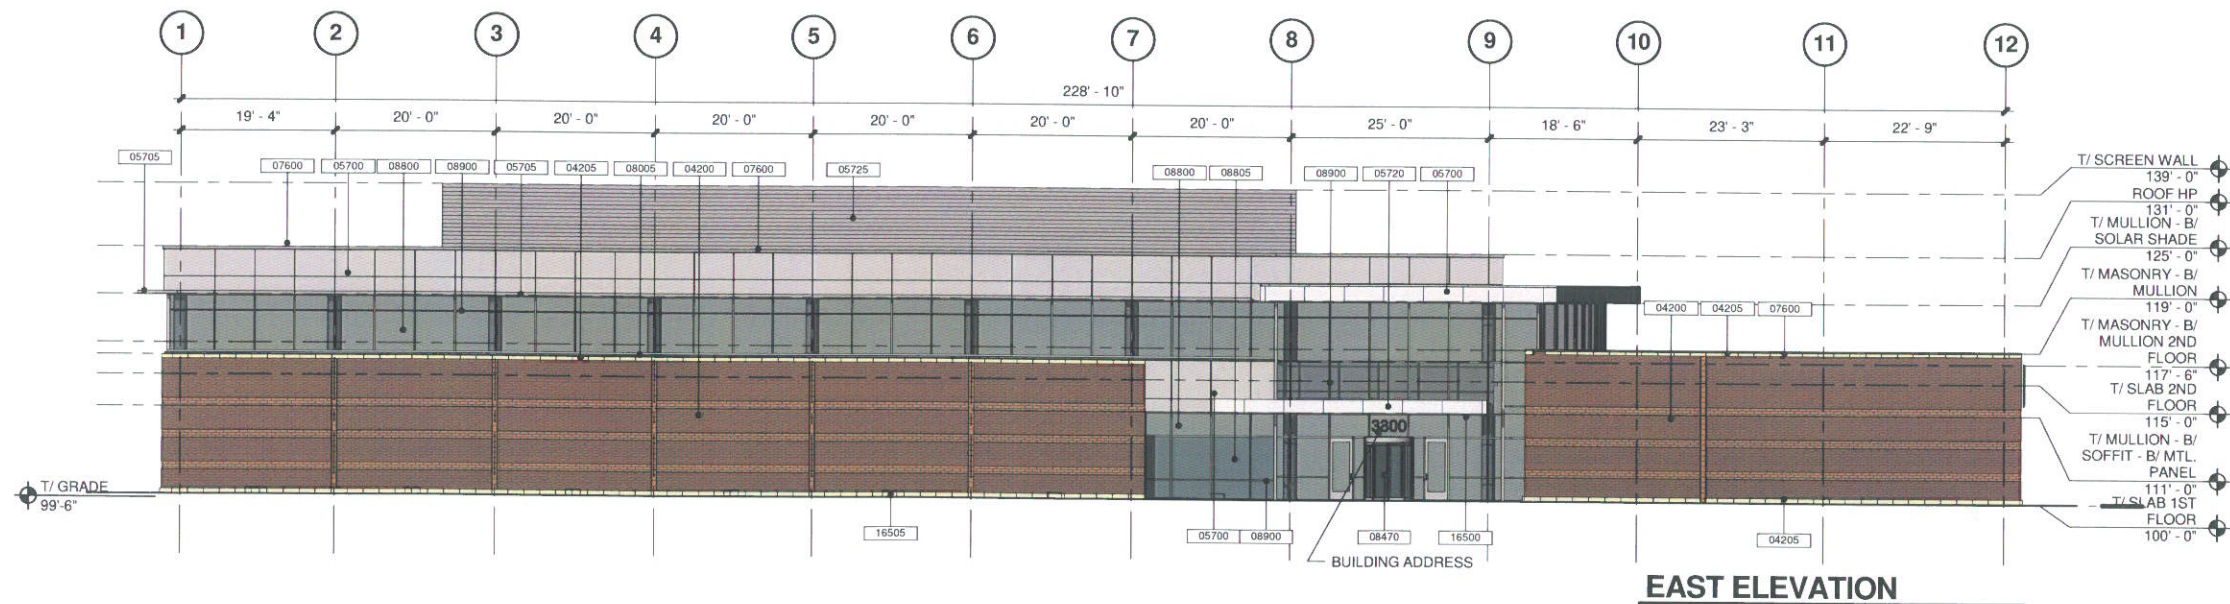 1 2 3 4 5 6 7 8 9 10 11 12
228' - 10"
19' - 4" 20' - 0" 20' - 0" 20' - 0" 20' - 0" 20' - 0" 20' - 0" 25' - 0" 18' - 6" 23' - 3" 22' - 9"
05705 07600 05700 08800 08900 05705 04205 08005 04200 07600 05725 08800 08805 08900 05720 05700
04200 04205 07600
T/ SCREEN WALL
139' - 0"
ROOF HP
131' - 0"
T/ MULLION - B/
SOLAR SHADE
125' - 0"
T/ MASONRY - B/
MULLION
119' - 0"
T/ MASONRY - B/
MULLION 2ND
FLOOR
117' - 6"
T/ SLAB 2ND
FLOOR
115' - 0"
T/ MULLION - B/
SOFFIT - B/ MTL.
PANEL
111' - 0"
T/ SLAB 1ST
FLOOR
100' - 0"
3300
T/ GRADE
99'-6"
16505 05700 08900 08470 16500 04205
BUILDING ADDRESS
EAST ELEVATION